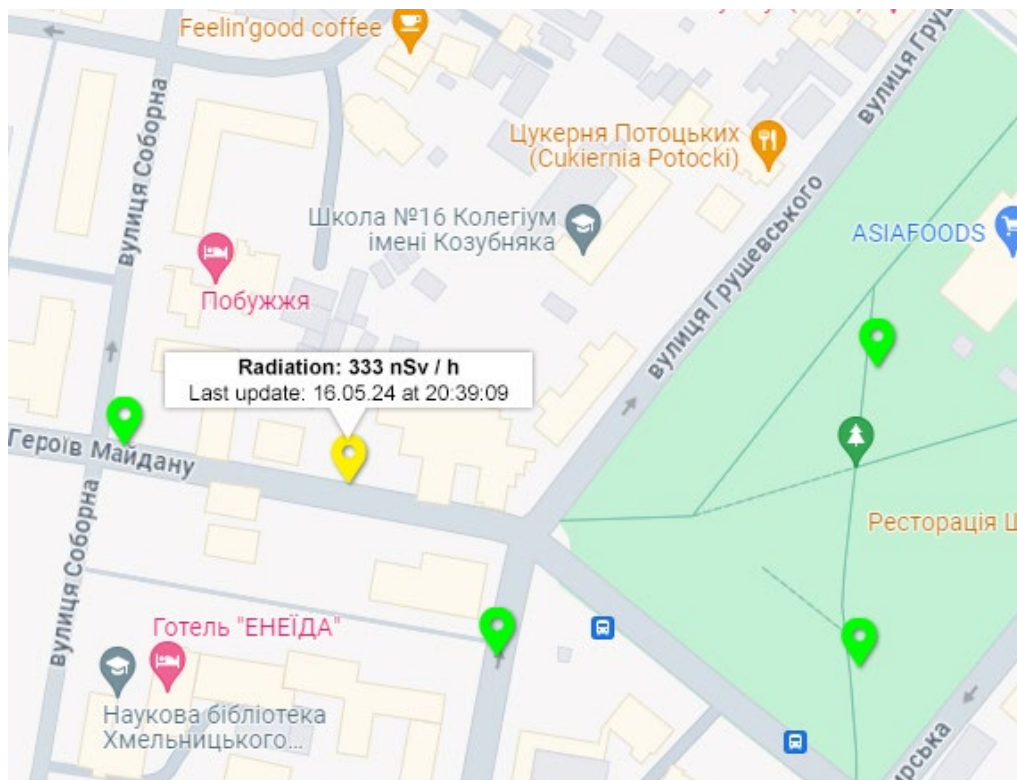 Feelin'good coffee
вулиця Соборна
Цукерня Потоцьких
(Cukiernia Potocki)
Школа №16 Колегіум
імені Козубняка
ASIAFOODS
Побужжя
вулиця Грушевського
Radiation: 333 nSv / h
Last update: 16.05.24 at 20:39:09
Героїв Майдану
вулиця Соборна
Ресторація
Готель "ЕНЕЇДА"
Наукова бібліотека
Хмельницького...